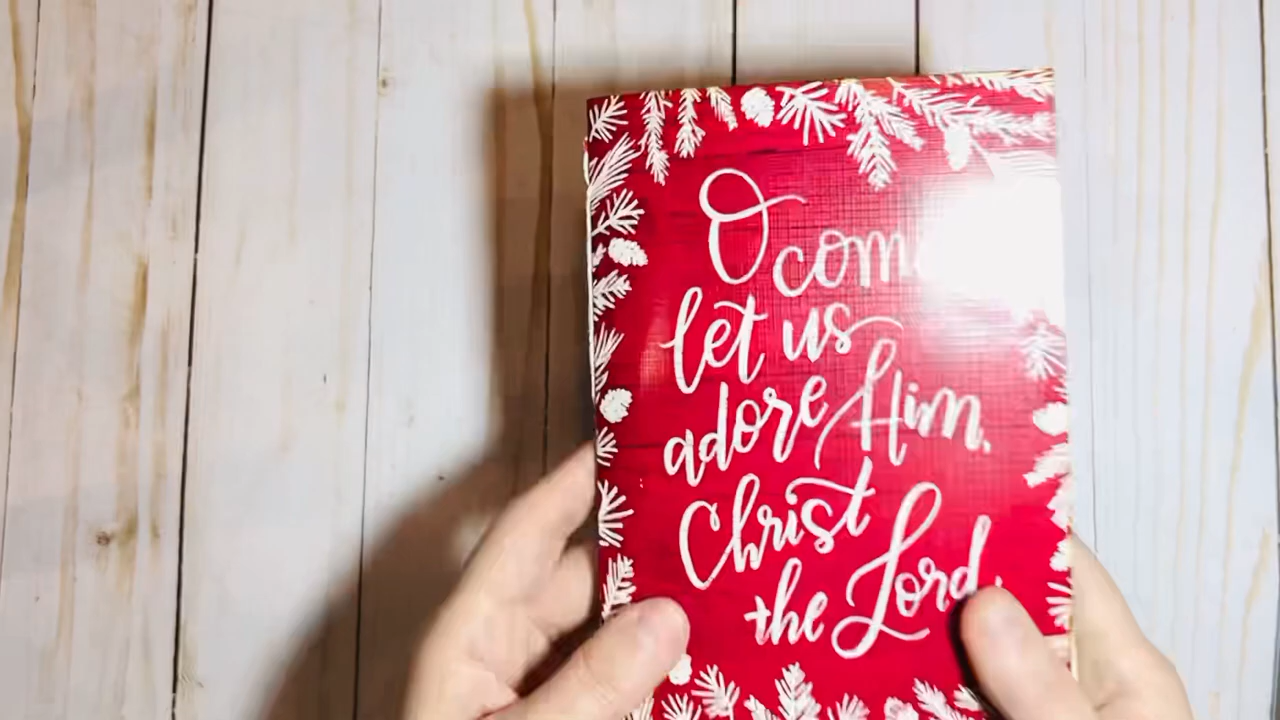 O com
let us
adore Him,
Christ
the Lord.